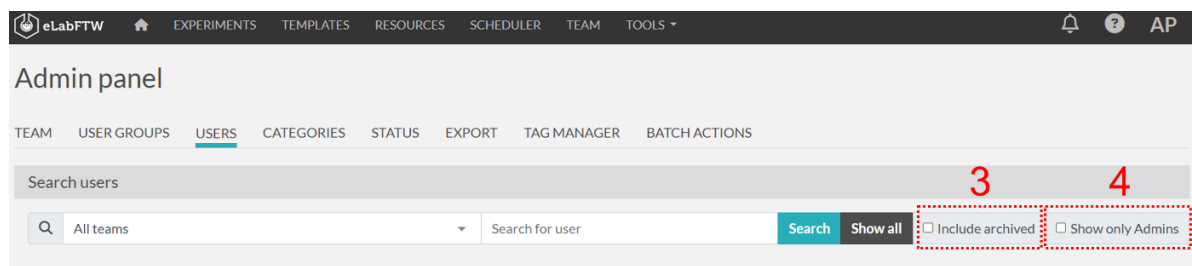 eLabFTW EXPERIMENTS TEMPLATES RESOURCES SCHEDULER TEAM TOOLS AP
Admin panel
TEAM USER GROUPS USERS CATEGORIES STATUS EXPORT TAG MANAGER BATCH ACTIONS
Search users 3 4
All teams Search for user Search Show all Include archived Show only Admins